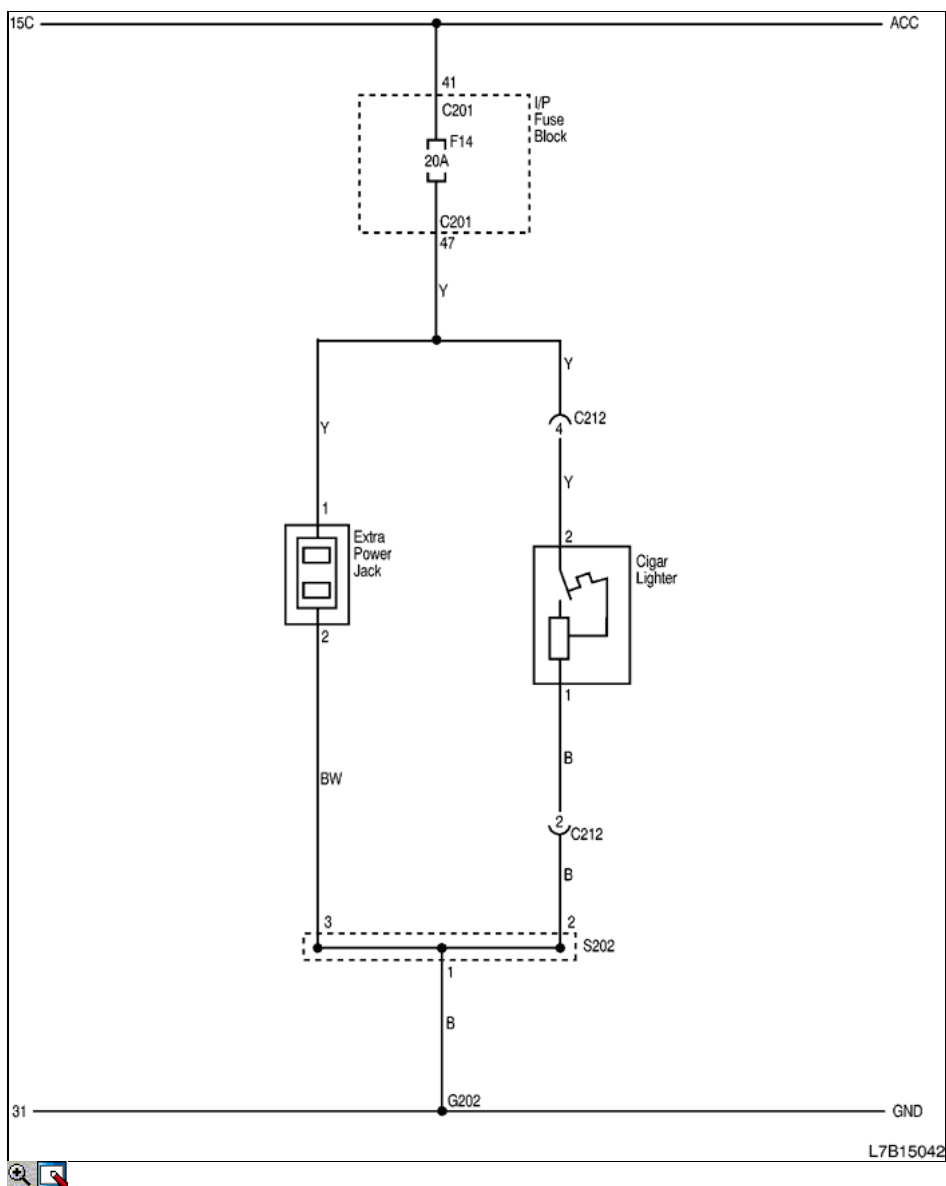 15C
ACC
41
C201
I/P
Fuse
Block
F14
20A
C201
47
Y
Y
C212
4
Y
Y
1
2
Extra
Power
Jack
Cigar
Lighter
2
1
B
BW
2
C212
B
3
2
S202
1
B
G202
31
GND
L7B15042